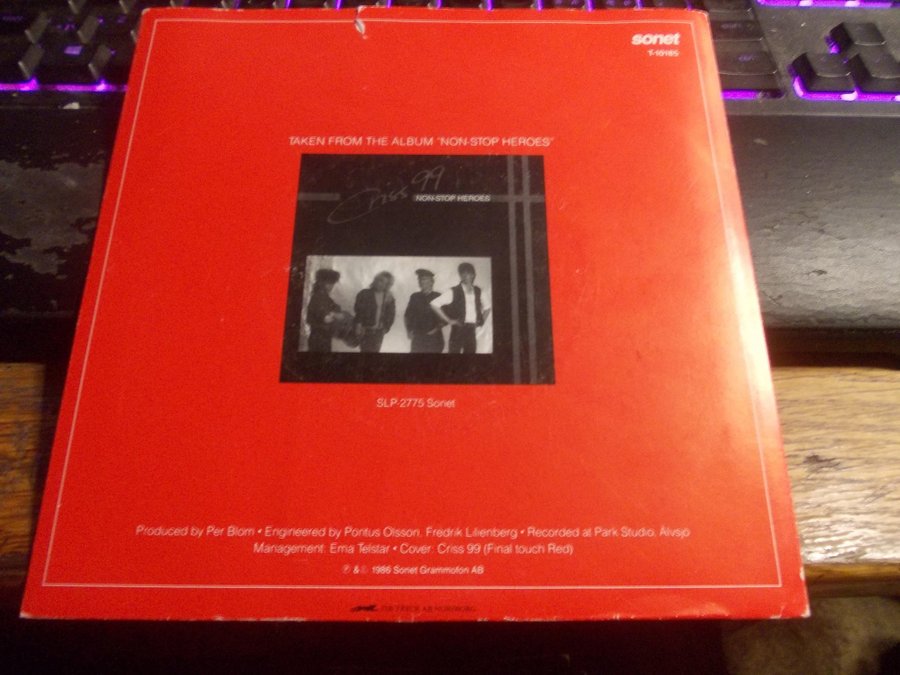 sonet
T-10185
TAKEN FROM THE ALBUM "NON-STOP HEROES"
Criss 99
NON-STOP HEROES
SLP-2775 Sonet
Produced by Per Blom • Engineered by Pontus Olsson, Fredrik Lilienberg • Recorded at Park Studio, Älvsjö
Management: Ema Telstar • Cover: Criss 99 (Final touch Red)
℗ & © 1986 Sonet Grammofon AB